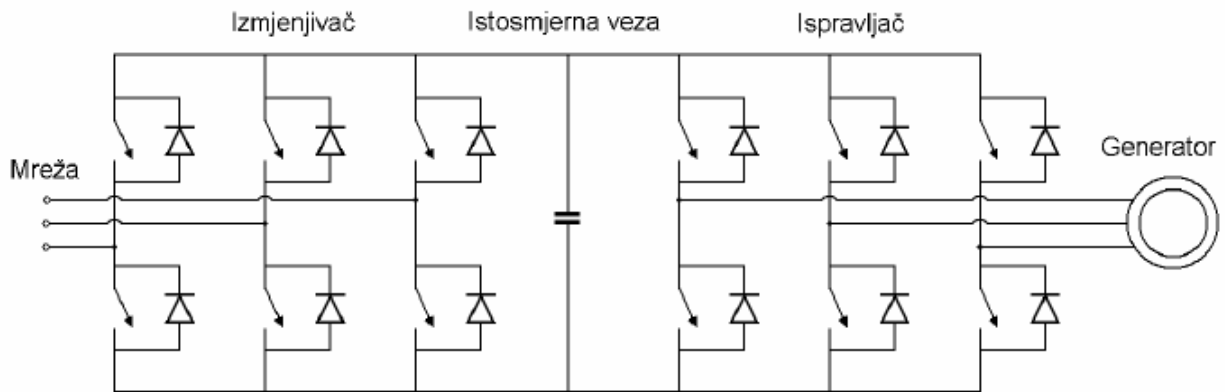 Izmjenjivač
Istosmjerna veza
Ispravljač
Mreža
Generator